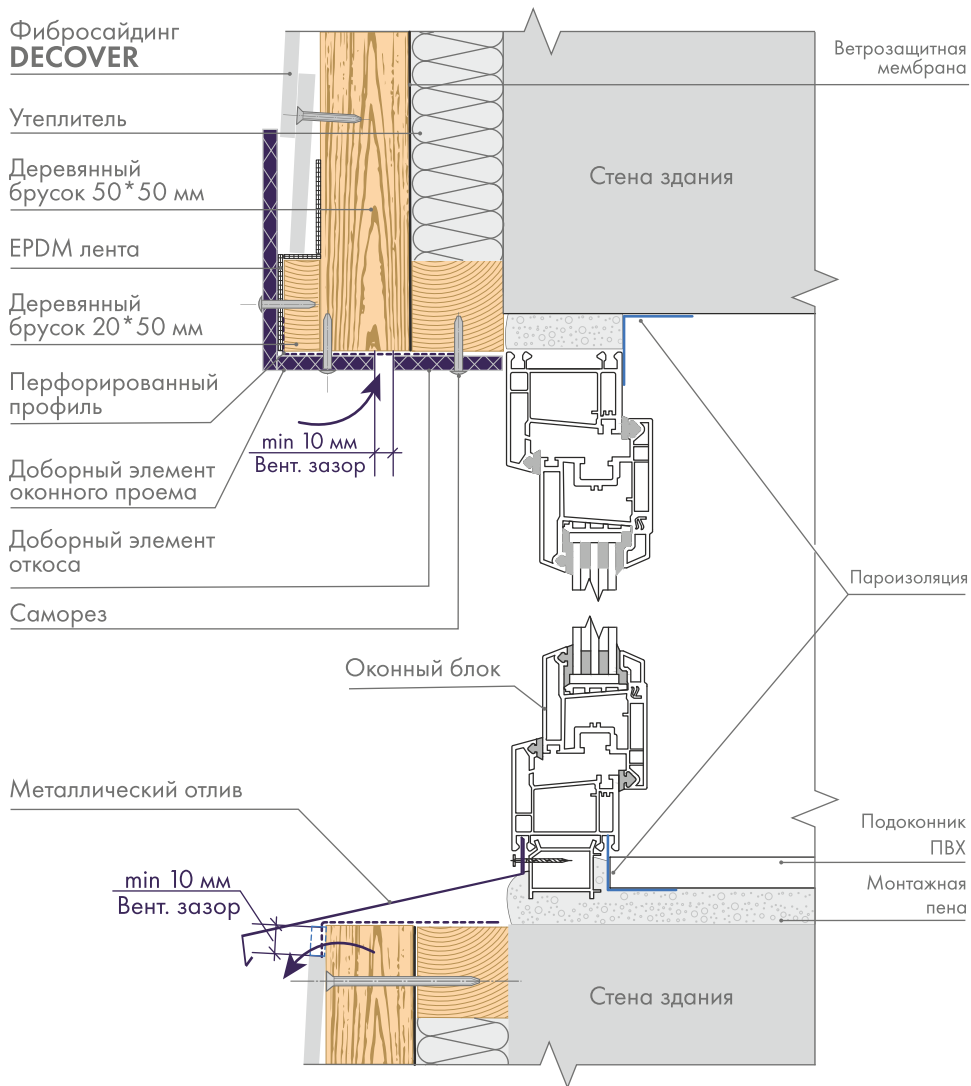 Фибросайдинг
DECOVER
Утеплитель
Деревянный
брусок 50*50 мм
EPDM лента
Деревянный
брусок 20*50 мм
Перфорированный
профиль
Доборный элемент
оконного проема
Доборный элемент
откоса
Саморез
min 10 мм
Вент. зазор
Ветрозащитная
мембрана
Стена здания
Пароизоляция
Оконный блок
Металлический отлив
min 10 мм
Вент. зазор
Подоконник
ПВХ
Монтажная
пена
Стена здания